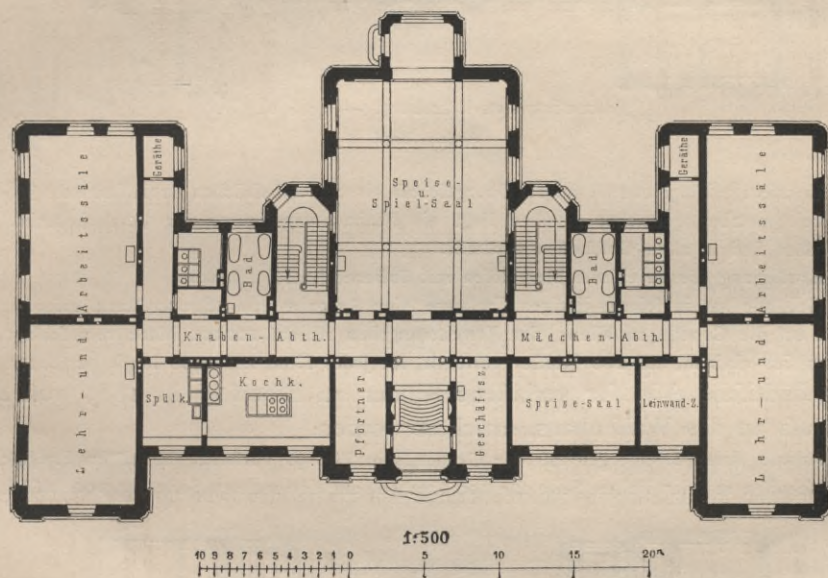 Lehr- und Arbeitssäle
Geräthe
Bad
Speise-
u.
Spiel-Saal
Bad
Geräthe
Lehr- und Arbeitssäle
Knaben-Abth.
Mädchen-Abth.
Spülk.
Kochk.
Pförtner
Geschäftsz.
Speise-Saal
Leinwand-Z.
1:500
10 9 8 7 6 5 4 3 2 1 0 5 10 15 20m